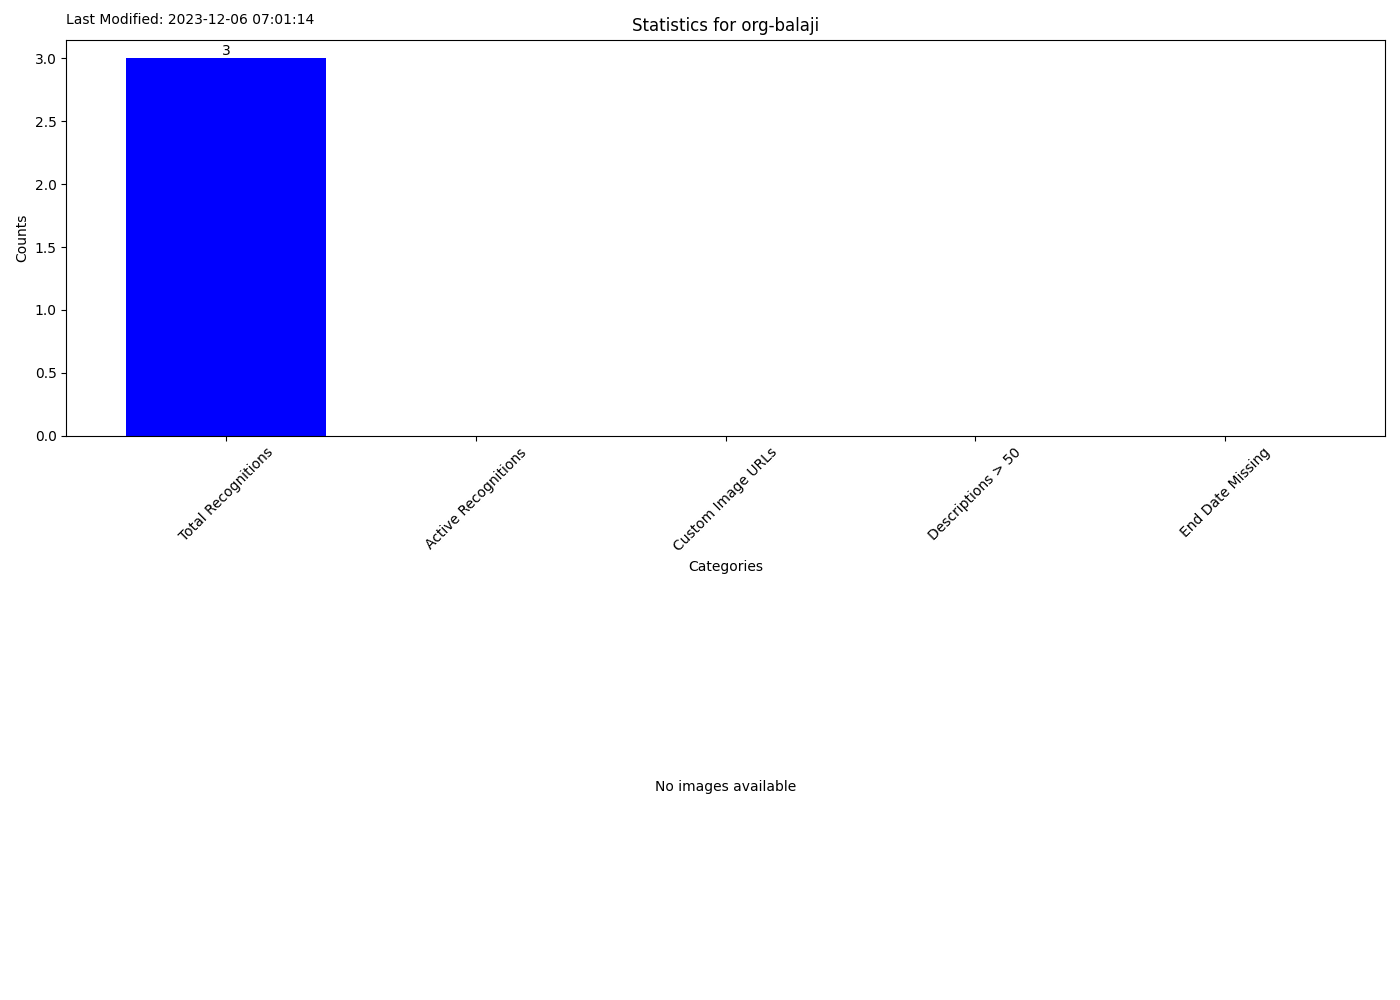 Last Modified: 2023-12-06 07:01:14
Statistics for org-balaji
3
3.0
2.5
2.0
1.5
1.0
0.5
0.0
Counts
Total Recognitions
Active Recognitions
Custom Image URLs
Descriptions > 50
End Date Missing
Categories
No images available